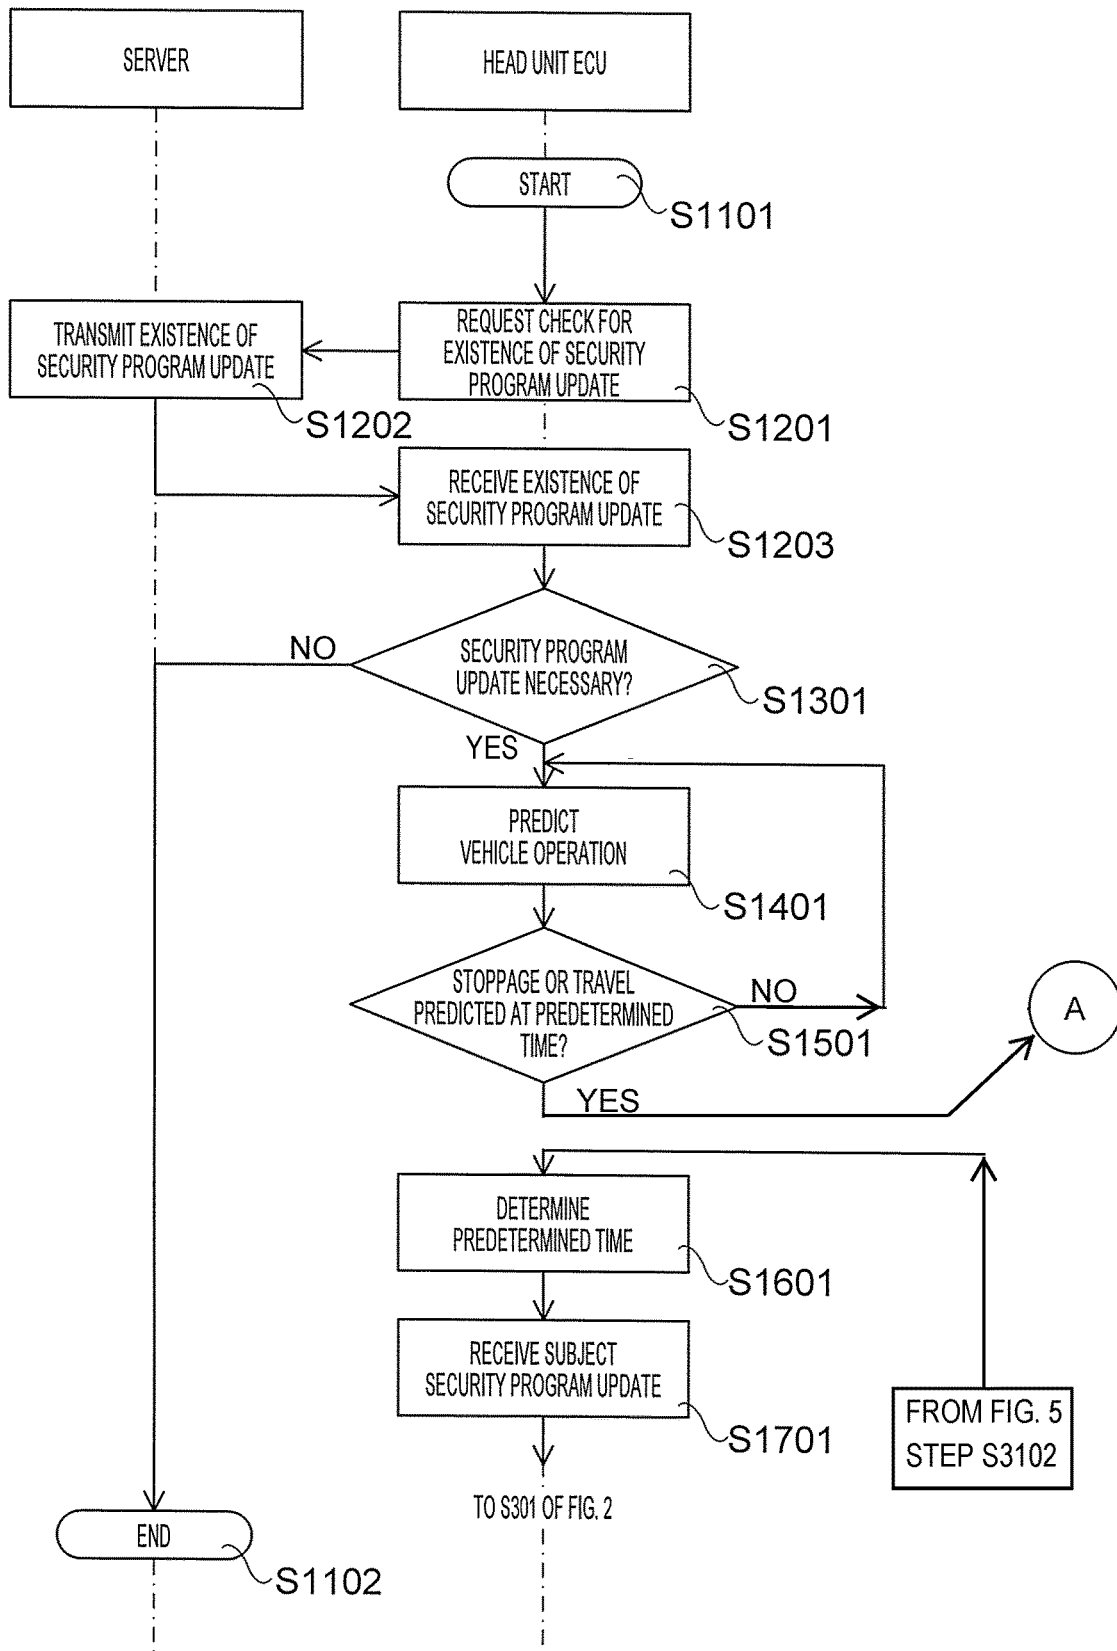 SERVER
HEAD UNIT ECU
START
S1101
TRANSMIT EXISTENCE OF
SECURITY PROGRAM UPDATE
S1202
REQUEST CHECK FOR
EXISTENCE OF SECURITY
PROGRAM UPDATE
S1201
RECEIVE EXISTENCE OF
SECURITY PROGRAM UPDATE
S1203
NO
SECURITY PROGRAM
UPDATE NECESSARY?
S1301
YES
PREDICT
VEHICLE OPERATION
S1401
STOPPAGE OR TRAVEL
PREDICTED AT PREDETERMINED
TIME?
NO
S1501
A
YES
DETERMINE
PREDETERMINED TIME
S1601
RECEIVE SUBJECT
SECURITY PROGRAM UPDATE
S1701
FROM FIG. 5
STEP S3102
TO S301 OF FIG. 2
END
S1102